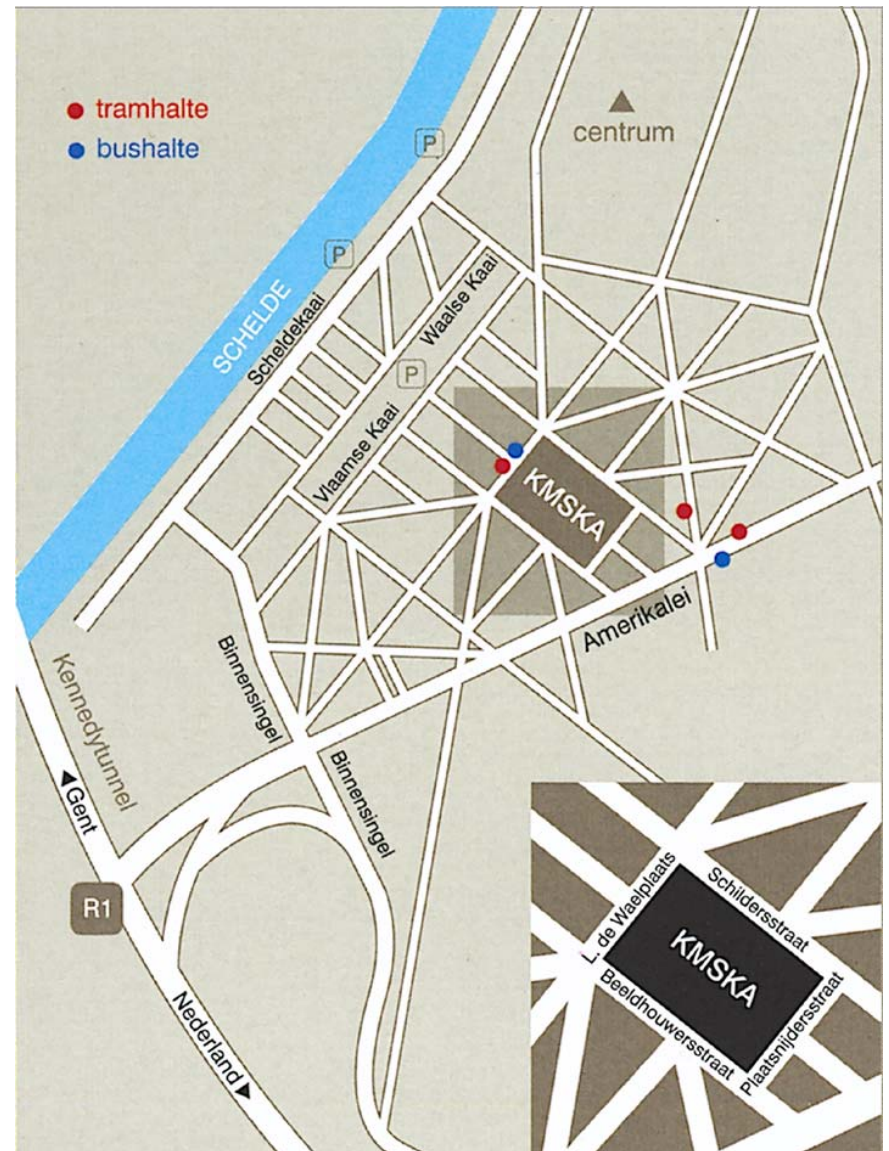 tramhalte
bushalte
P
centrum
P
SCHELDE
Scheldekaai
Waalse Kaai
P
Vlaamse Kaai
KMSKA
Amerikalei
Binnensingel
Kennedytunnel
Gent
Binnensingel
R1
Nederland
L. de Waelplaats
Schildersstraat
KMSKA
Beeldhouwersstraat
Plaatsnijdersstraat